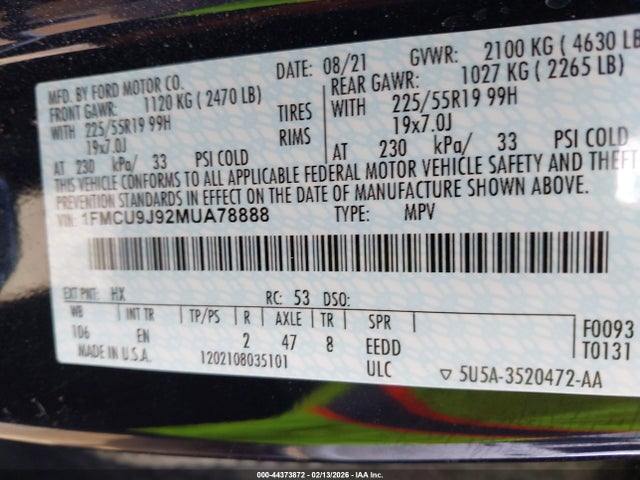 MFD. BY FORD MOTOR CO. DATE: 08/21 GVWR: 2100 KG ( 4630 LB
FRONT GAWR: 1120 KG ( 2470 LB) REAR GAWR: 1027 KG ( 2265 LB)
WITH 225/55R19 99H TIRES WITH 225/55R19 99H
19x7.0J RIMS 19x7.0J
AT 230 kPa/ 33 PSI COLD AT 230 kPa/ 33 PSI COLD
THIS VEHICLE CONFORMS TO ALL APPLICABLE FEDERAL MOTOR VEHICLE SAFETY AND THEFT
PREVENTION STANDARDS IN EFFECT ON THE DATE OF MANUFACTURE SHOWN ABOVE.
VIN: 1FMCU9J92MUA78888 TYPE: MPV
EXT PNT: HX RC: 53 DSO:
WB INT TR TP/PS R AXLE TR SPR F0093
106 EN 2 47 8 EEDD T0131
MADE IN U.S.A. 1202108035101 ULC ▽ 5U5A-3520472-AA
000-44373872 - 02/13/2026 - IAA Inc.